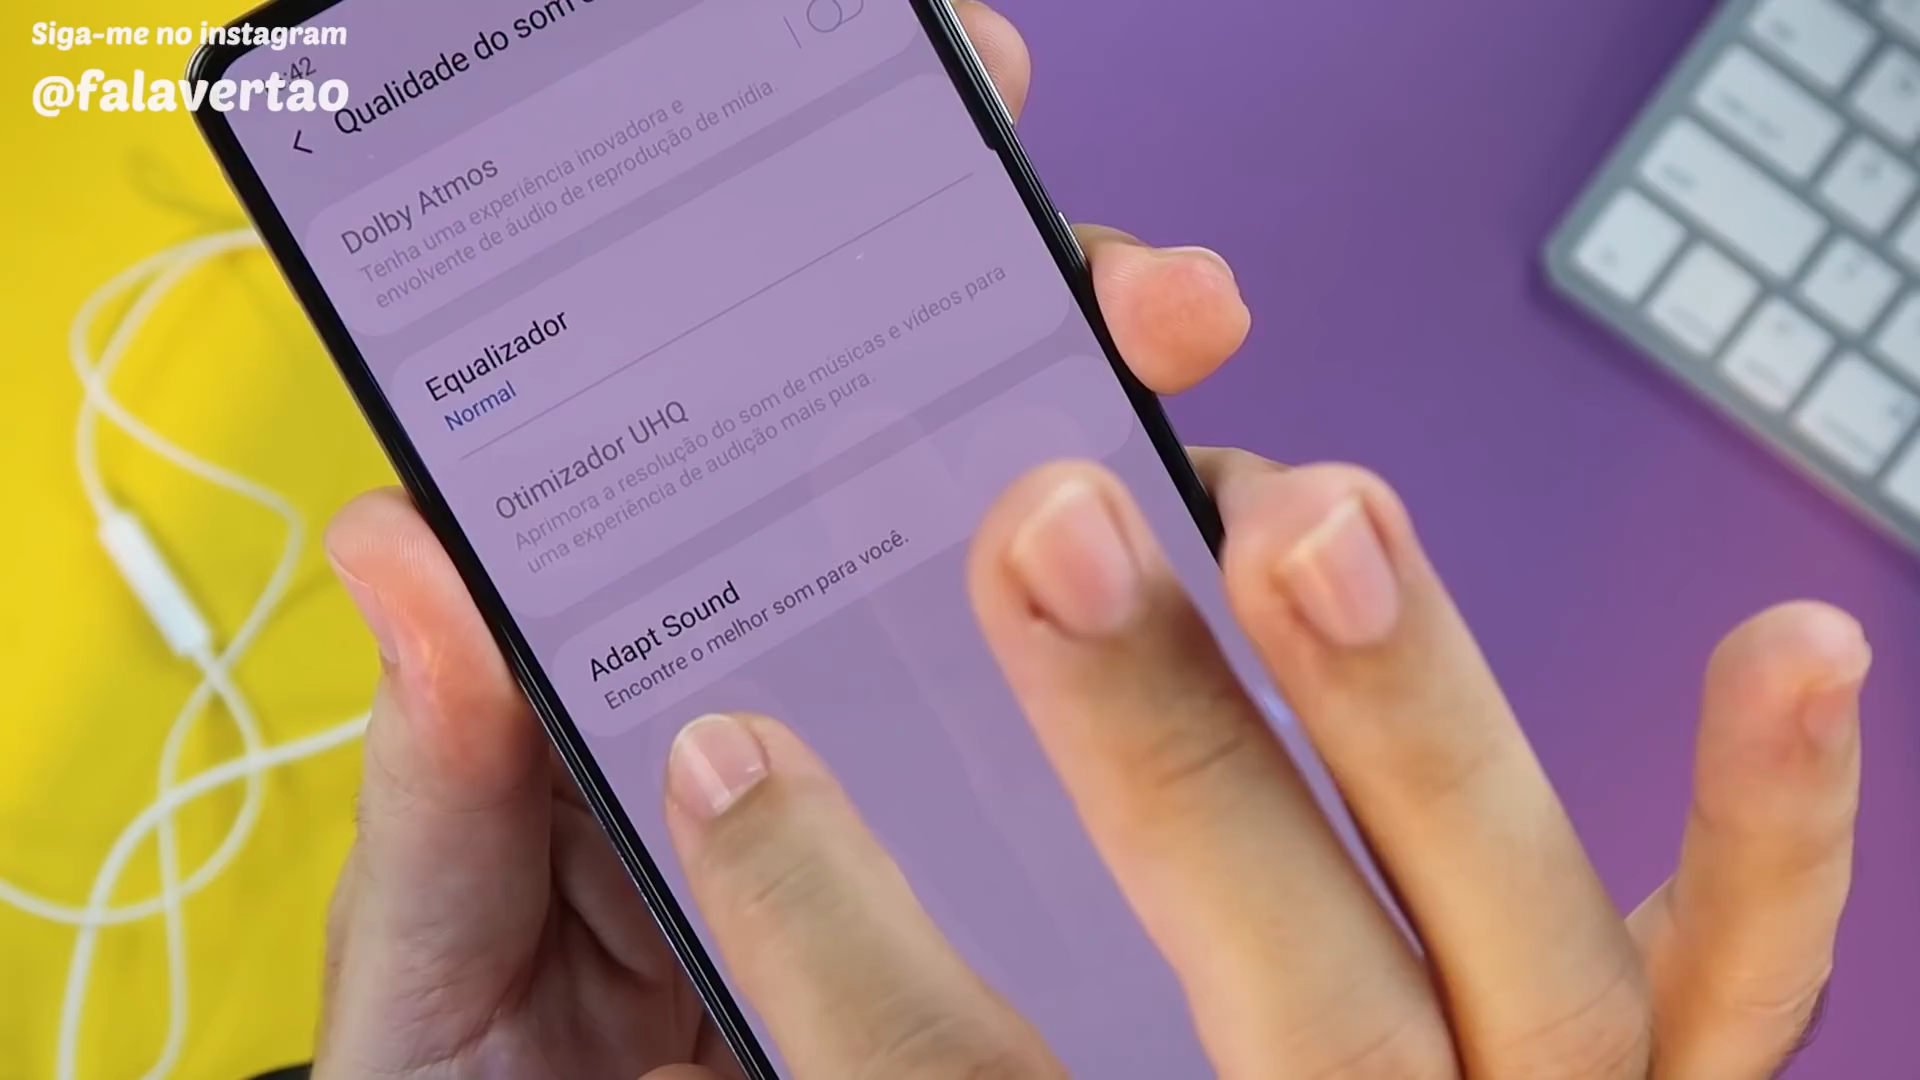 Siga-me no instagram
@falavertao
:42
Qualidade do som
Dolby Atmos
Tenha uma experiência inovadora e
envolvente de áudio de reprodução de mídia.
Equalizador
Normal
Otimizador UHQ
Aprimora a resolução do som de músicas e vídeos para
uma experiência de audição mais pura.
Adapt Sound
Encontre o melhor som para você.